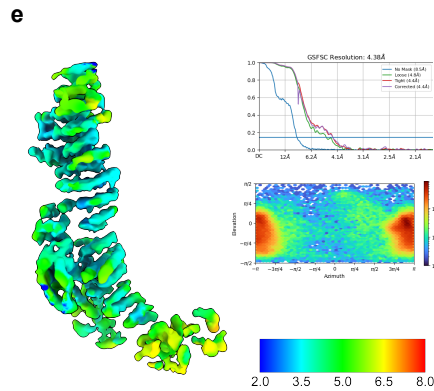 e
GSFSC Resolution: 4.38Å
1.0
0.8
0.6
0.4
0.2
0.0
No Mask (8.5Å)
Loose (4.6Å)
Tight (4.4Å)
Corrected (4.4Å)
DC 12Å 6.2Å 4.1Å 3.1Å 2.5Å 2.1Å
Elevation
π/2
π/4
0
−π/4
−π/2
−π −3π/4 −π/2 −π/4 0 π/4 π/2 3π/4 π
Azimuth
2.0 3.5 5.0 6.5 8.0